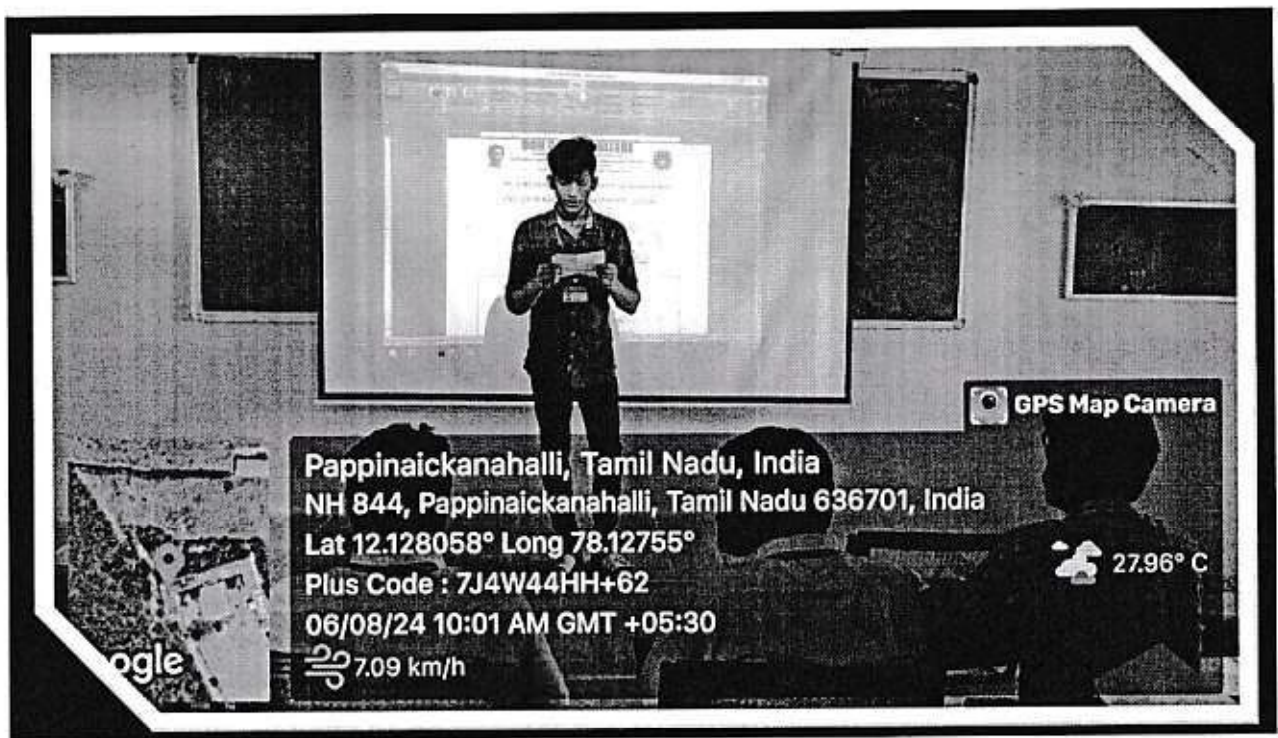 GPS Map Camera
Pappinaickanahalli, Tamil Nadu, India
NH 844, Pappinaickanahalli, Tamil Nadu 636701, India
Lat 12.128058° Long 78.12755°
Plus Code : 7J4W44HH+62
06/08/24 10:01 AM GMT +05:30
7.09 km/h
27.96° C
ogle